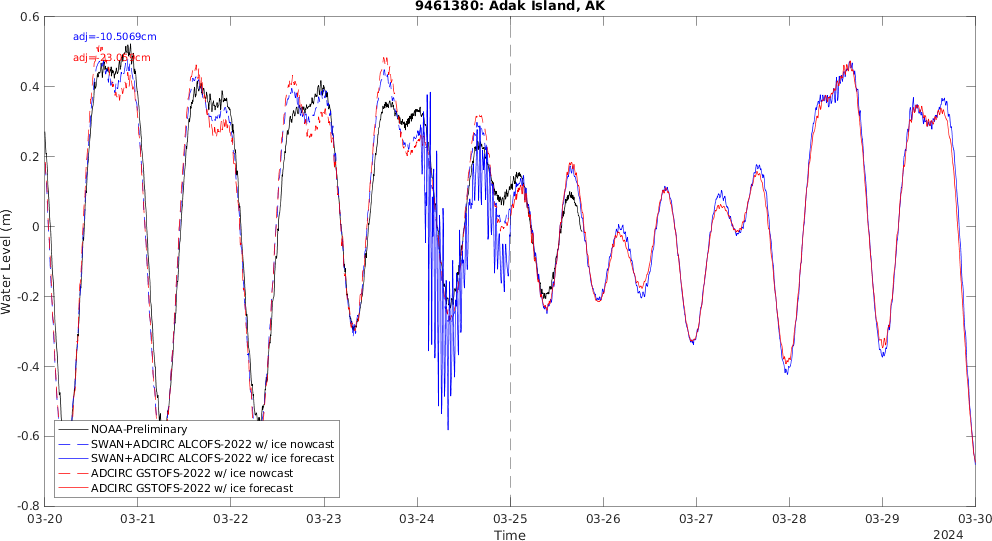 9461380: Adak Island, AK
0.6
adj=-10.5069cm
0.4
0.2
0
-0.2
-0.4
-0.6
-0.8
Water Level (m)
NOAA-Preliminary
SWAN+ADCIRC ALCOFS-2022 w/ ice nowcast
SWAN+ADCIRC ALCOFS-2022 w/ ice forecast
ADCIRC GSTOFS-2022 w/ ice nowcast
ADCIRC GSTOFS-2022 w/ ice forecast
03-20 03-21 03-22 03-23 03-24 03-25 03-26 03-27 03-28 03-29 03-30
Time
2024